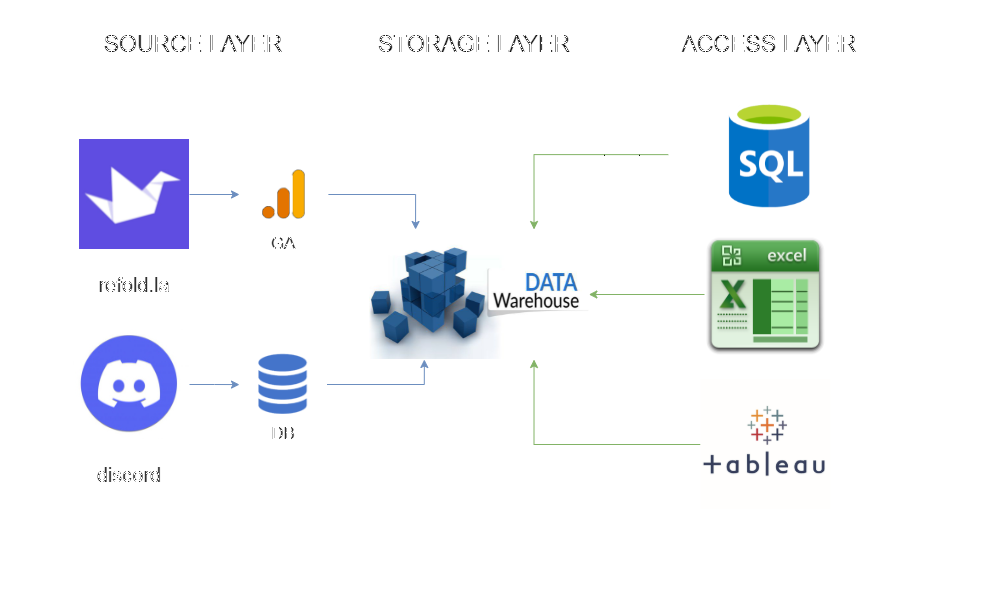 SOURCE LAYER
STORAGE LAYER
ACCESS LAYER
SQL
GA
excel
refold.la
DATA
Warehouse
DB
discord
+ableau